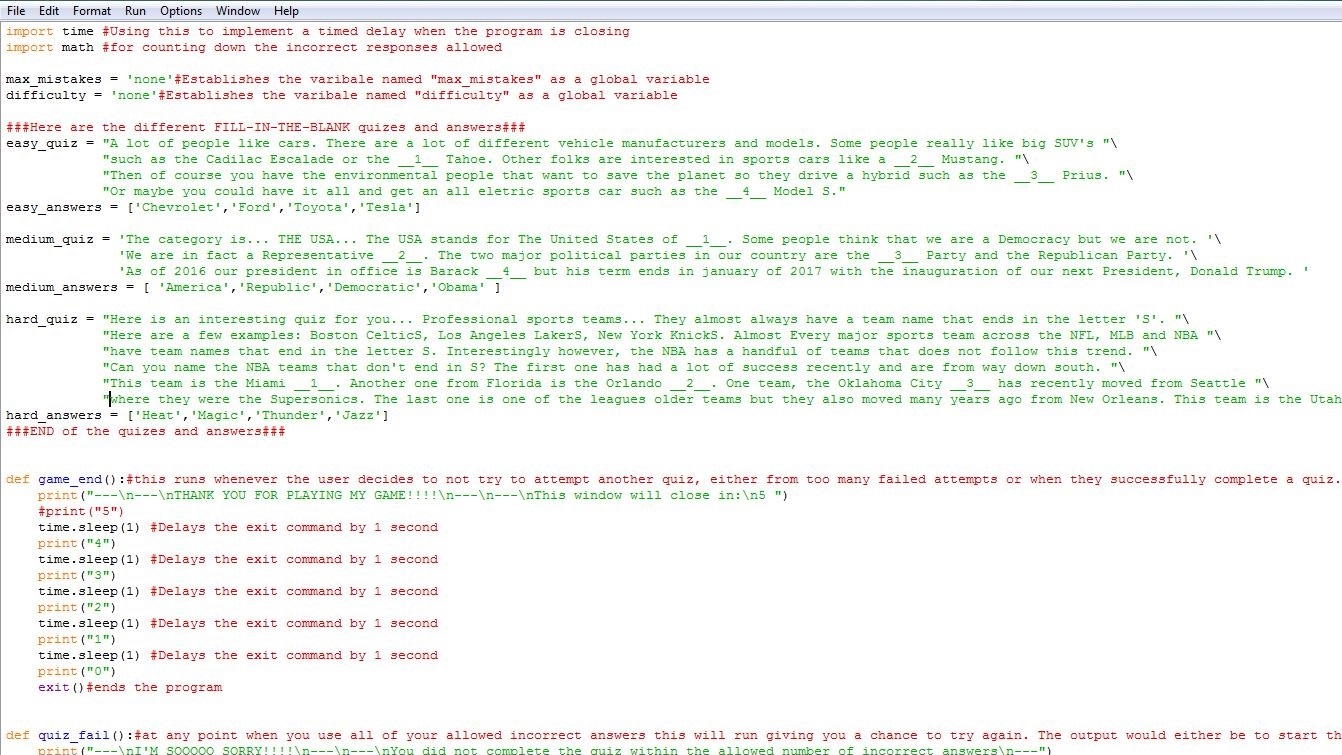 File Edit Format Run Options Window Help
import time #Using this to implement a timed delay when the program is closing
import math #for counting down the incorrect responses allowed
max_mistakes = 'none'#Establishes the varibale named "max_mistakes" as a global variable
difficulty = 'none'#Establishes the varibale named "difficulty" as a global variable
###Here are the different FILL-IN-THE-BLANK quizes and answers###
easy_quiz = "A lot of people like cars. There are a lot of different vehicle manufacturers and models. Some people really like big SUV's "\
"such as the Cadilac Escalade or the __1__ Tahoe. Other folks are interested in sports cars like a __2__ Mustang. "\
"Then of course you have the environmental people that want to save the planet so they drive a hybrid such as the __3__ Prius. "\
"Or maybe you could have it all and get an all eletric sports car such as the __4__ Model S."
easy_answers = ['Chevrolet','Ford','Toyota','Tesla']
medium_quiz = 'The category is... THE USA... The USA stands for The United States of __1__. Some people think that we are a Democracy but we are not. '\
'We are in fact a Representative __2__. The two major political parties in our country are the __3__ Party and the Republican Party. '\
'As of 2016 our president in office is Barack __4__ but his term ends in january of 2017 with the inauguration of our next President, Donald Trump. '
medium_answers = [ 'America','Republic','Democratic','Obama' ]
hard_quiz = "Here is an interesting quiz for you... Professional sports teams... They almost always have a team name that ends in the letter 'S'. "\
"Here are a few examples: Boston CelticS, Los Angeles LakerS, New York KnickS. Almost Every major sports team across the NFL, MLB and NBA "\
"have team names that end in the letter S. Interestingly however, the NBA has a handful of teams that does not follow this trend. "\
"Can you name the NBA teams that don't end in S? The first one has had a lot of success recently and are from way down south. "\
"This team is the Miami __1__. Another one from Florida is the Orlando __2__. One team, the Oklahoma City __3__ has recently moved from Seattle "\
"where they were the Supersonics. The last one is one of the leagues older teams but they also moved many years ago from New Orleans. This team is the Utah
hard_answers = ['Heat','Magic','Thunder','Jazz']
###END of the quizes and answers###
def game_end():#this runs whenever the user decides to not try to attempt another quiz, either from too many failed attempts or when they successfully complete a quiz.
print("---\n---\nTHANK YOU FOR PLAYING MY GAME!!!!\n---\n---\nThis window will close in:\n5 ")
#print("5")
time.sleep(1) #Delays the exit command by 1 second
print("4")
time.sleep(1) #Delays the exit command by 1 second
print("3")
time.sleep(1) #Delays the exit command by 1 second
print("2")
time.sleep(1) #Delays the exit command by 1 second
print("1")
time.sleep(1) #Delays the exit command by 1 second
print("0")
exit()#ends the program
def quiz_fail():#at any point when you use all of your allowed incorrect answers this will run giving you a chance to try again. The output would either be to start th
print("---\nI'M SOOOOO SORRY!!!!\n---\n---\nYou did not complete the quiz within the allowed number of incorrect answers\n---")